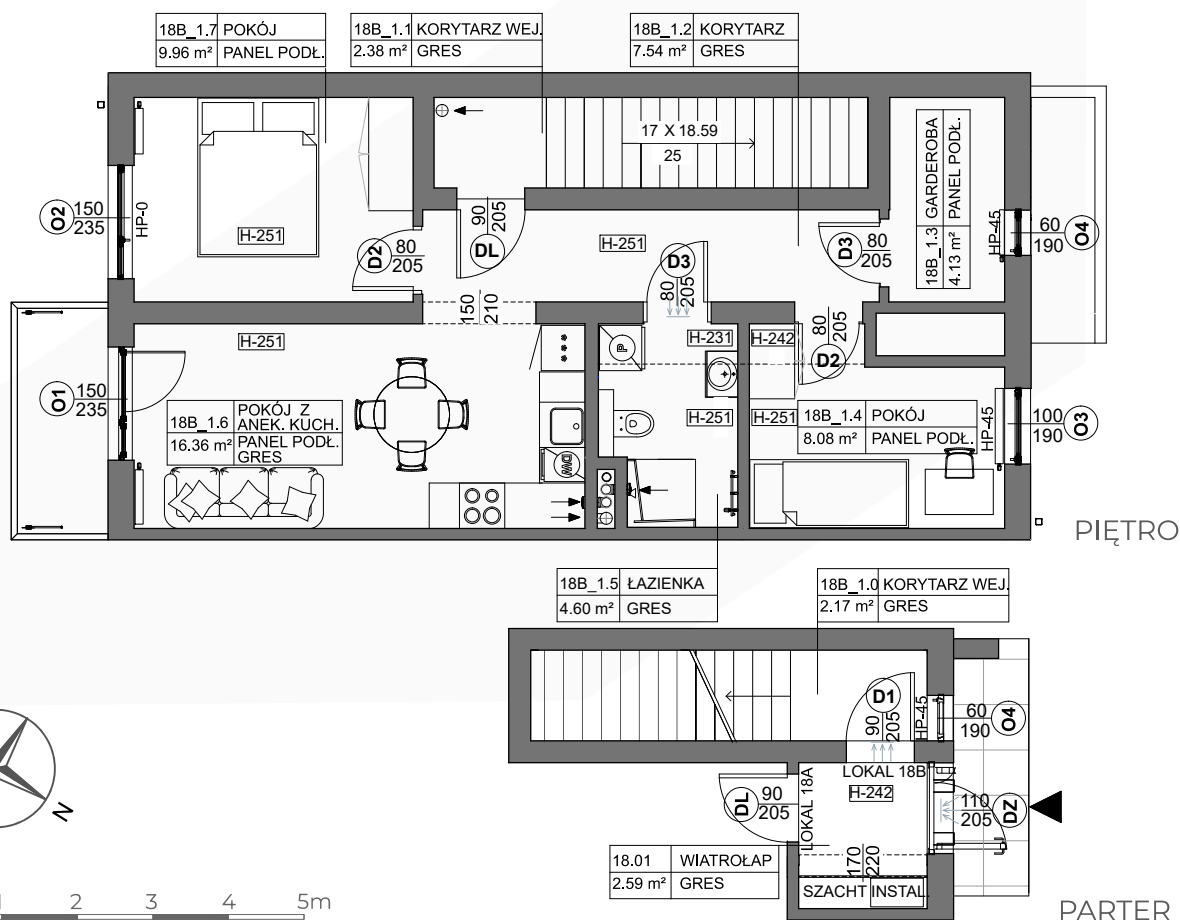 18B_1.7 POKÓJ
9.96 m² PANEL PODŁ.
18B_1.1 KORYTARZ WEJ.
2.38 m² GRES
18B_1.2 KORYTARZ
7.54 m² GRES
17 X 18.59
25
18B_1.3 GARDEROBA
4.13 m² PANEL PODŁ.
O2 150
235
HP-0
H-251
D2 80
205
90
205
DL
H-251
D3
80
205
D3 80
205
HP-45
60
190
O4
150
210
80
205
D2
H-251
H-231
H-242
P
O1 150
235
18B_1.6 POKÓJ Z
ANEK. KUCH.
16.36 m² PANEL PODŁ.
GRES
DW
H-251
H-251
18B_1.4 POKÓJ
8.08 m² PANEL PODŁ.
HP-45
100
190
O3
PIĘTRO
18B_1.5 ŁAZIENKA
4.60 m² GRES
18B_1.0 KORYTARZ WEJ.
2.17 m² GRES
D1
90
205
HP-45
60
190
O4
LOKAL 18A
LOKAL 18B
H-242
DL 90
205
110
205
DZ
170
220
18.01 WIATROŁAP
2.59 m² GRES
SZACHT INSTAL.
N
1 2 3 4 5m
PARTER